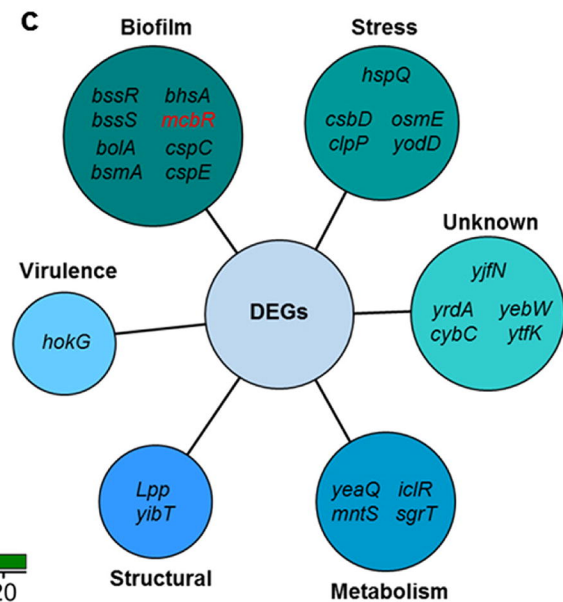 C
Biofilm
bssR bhsA
bssS mcbR
bolA cspC
bsmA cspE
Stress
hspQ
csbD osmE
clpP yodD
Unknown
yjfN
yrdA yebW
cybC ytfK
Virulence
hokG
DEGs
Lpp
yibT
Structural
yeaQ iclR
mntS sgrT
Metabolism
20